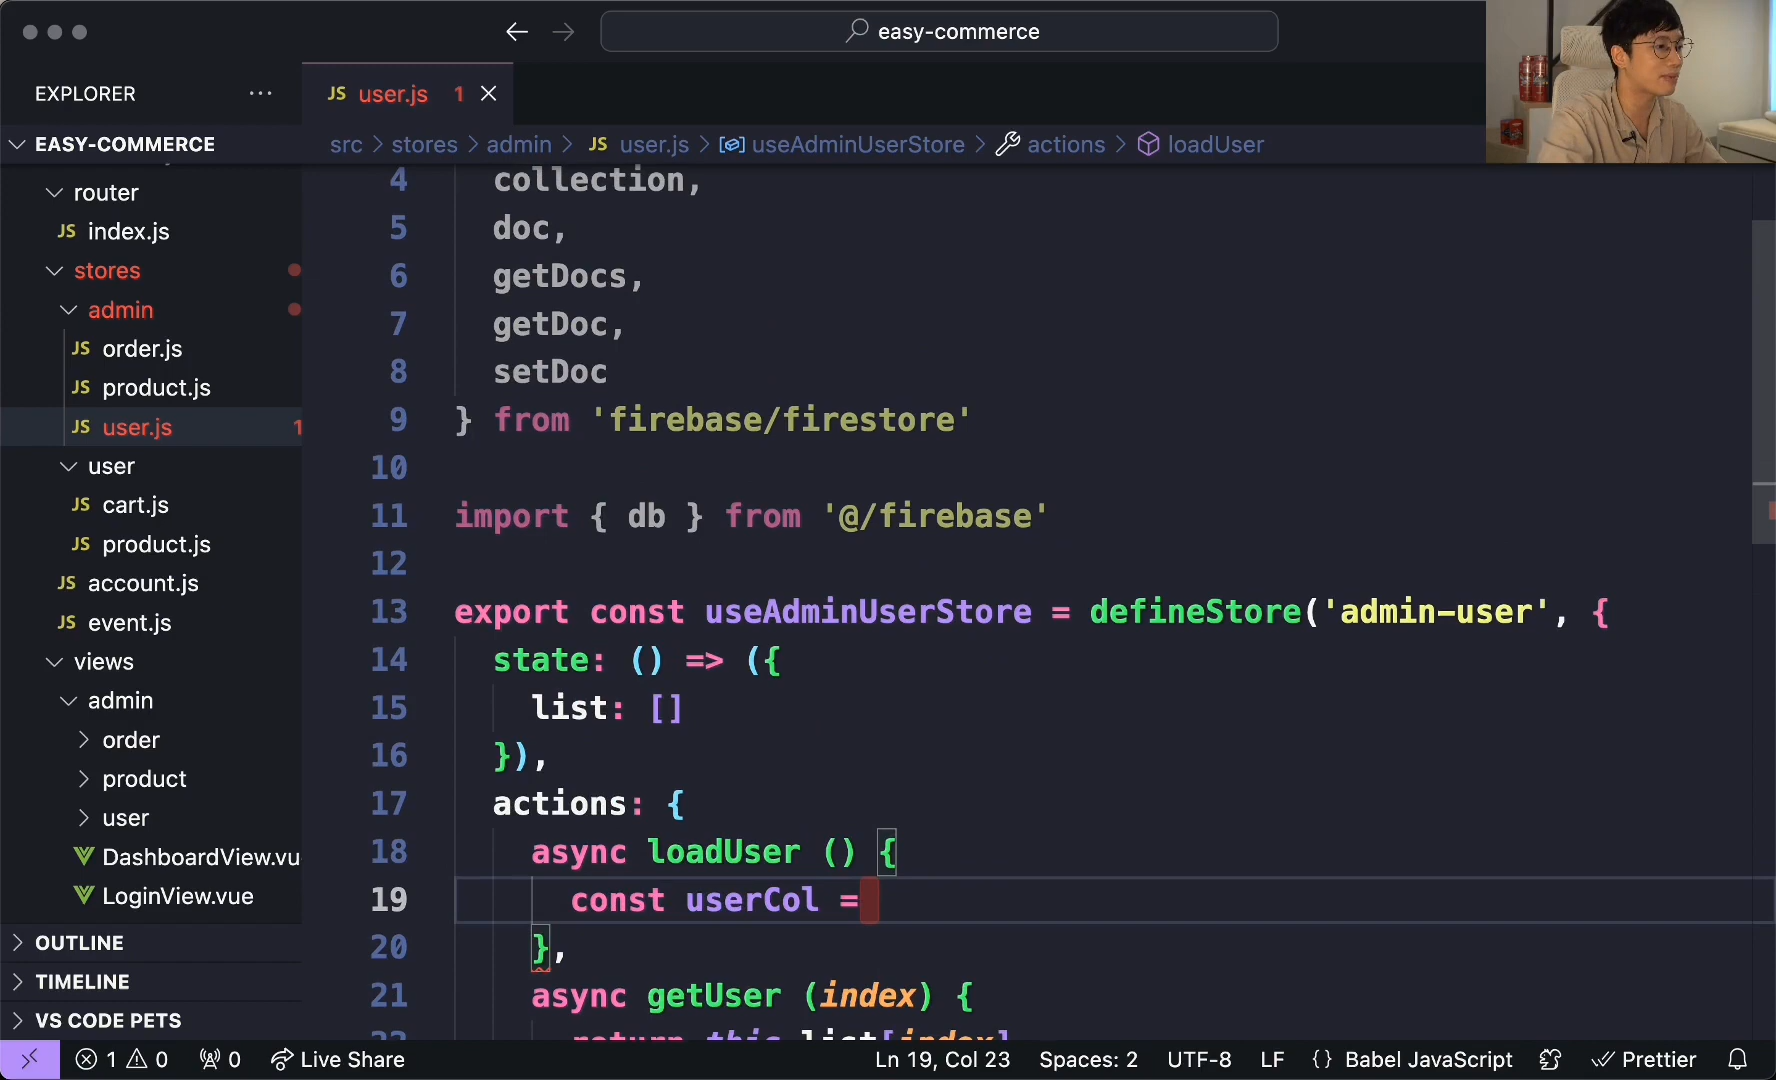 easy-commerce
EXPLORER
JS user.js 1
EASY-COMMERCE
src > stores > admin > JS user.js > useAdminUserStore > actions > loadUser
router
JS index.js
stores
admin
JS order.js
JS product.js
JS user.js 1
user
JS cart.js
JS product.js
JS account.js
JS event.js
views
admin
order
product
user
DashboardView.vu
LoginView.vue
OUTLINE
TIMELINE
VS CODE PETS
4 collection,
5 doc,
6 getDocs,
7 getDoc,
8 setDoc
9 } from 'firebase/firestore'
10
11 import { db } from '@/firebase'
12
13 export const useAdminUserStore = defineStore('admin-user', {
14 state: () => ({
15 list: []
16 }),
17 actions: {
18 async loadUser () {
19 const userCol =
20 },
21 async getUser (index) {
22 return this.list[index]
1 0 0 Live Share Ln 19, Col 23 Spaces: 2 UTF-8 LF {} Babel JavaScript Prettier